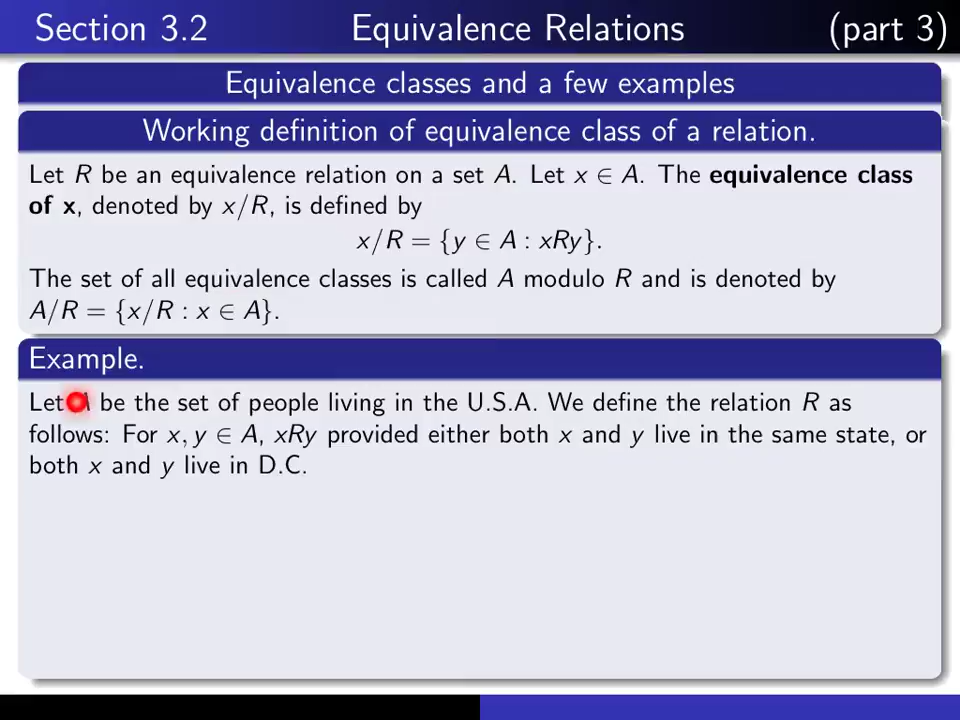 Section 3.2 Equivalence Relations (part 3)
Equivalence classes and a few examples
Working definition of equivalence class of a relation.
Let R be an equivalence relation on a set A. Let x ∈ A. The equivalence class
of x, denoted by x/R, is defined by
x/R = {y ∈ A : xRy}.
The set of all equivalence classes is called A modulo R and is denoted by
A/R = {x/R : x ∈ A}.
Example.
Let be the set of people living in the U.S.A. We define the relation R as
follows: For x, y ∈ A, xRy provided either both x and y live in the same state, or
both x and y live in D.C.